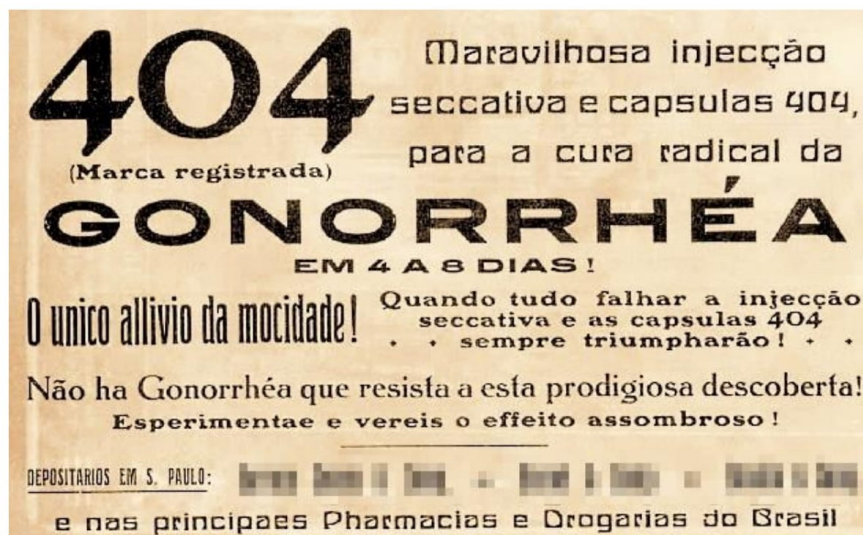 404
(Marca registrada)
Maravilhosa injecção
seccativa e capsulas 404,
para a cura radical da
GONORRHÉA
EM 4 A 8 DIAS!
O unico allivio da mocidade!
Quando tudo falhar a injecção
seccativa e as capsulas 404
sempre triumpharão!
Não ha Gonorrhéa que resista a esta prodigiosa descoberta!
Esperimentae e vereis o effeito assombroso!
DEPOSITARIOS EM S. PAULO:
e nas principaes Pharmacias e Drogarias do Brasil